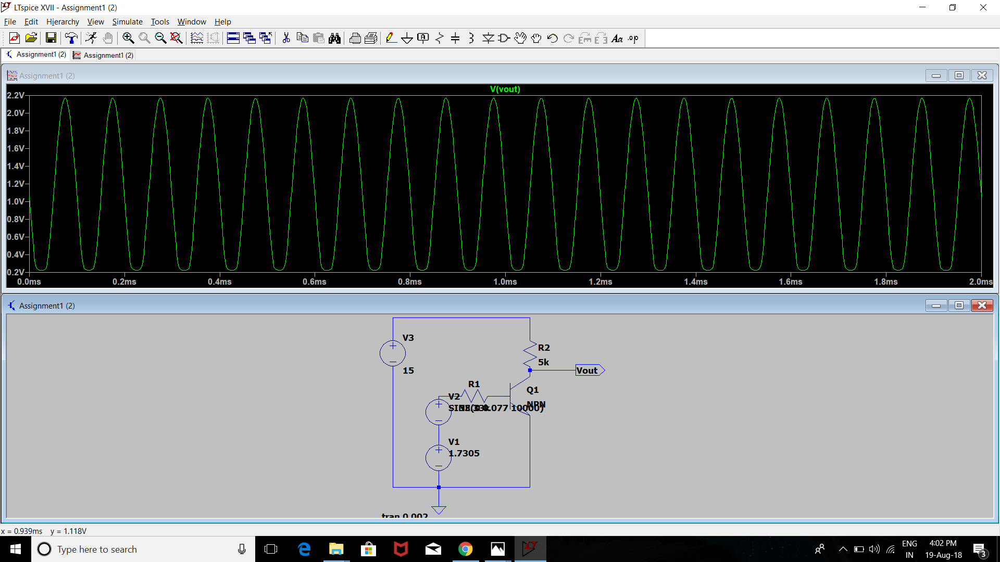 LTspice XVII - Assignment1 (2)
File Edit Hierarchy View Simulate Tools Window Help
Assignment1 (2) Assignment1 (2)
Assignment1 (2)
V(vout)
2.2V
2.0V
1.8V
1.6V
1.4V
1.2V
1.0V
0.8V
0.6V
0.4V
0.2V
0.0ms 0.2ms 0.4ms 0.6ms 0.8ms 1.0ms 1.2ms 1.4ms 1.6ms 1.8ms 2.0ms
Assignment1 (2)
V3
15
R2
5k
Vout
R1
Q1
NPN
V2
0.077 10000)
V1
1.7305
tran 0.002
x = 0.939ms y = 1.118V
Type here to search
ENG
IN
4:02 PM
19-Aug-18
3